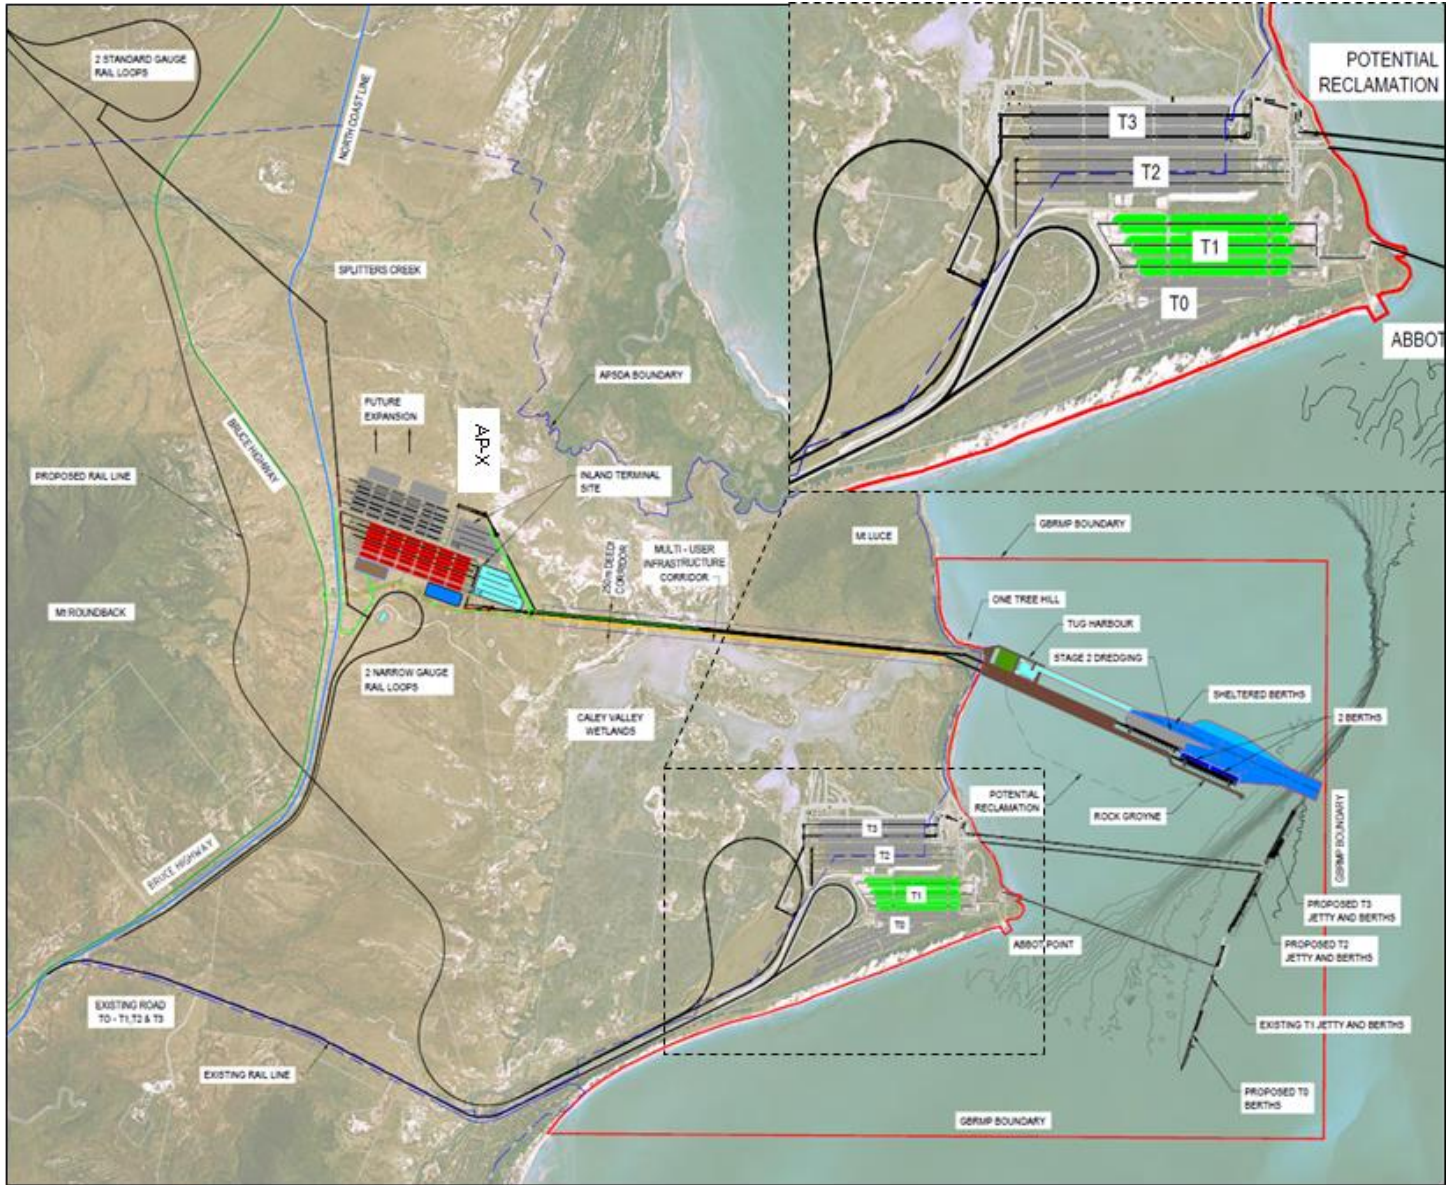 2 STANDARD GAUGE
RAIL LOOPS
NORTH COAST LINE
POTENTIAL
RECLAMATION
T3
T2
T1
T0
ABBOT
SPLITTERS CREEK
APSDA BOUNDARY
FUTURE
EXPANSION
AP-X
BRUCE HIGHWAY
PROPOSED RAIL LINE
INLAND TERMINAL
SITE
Mt LUCE
GBRMP BOUNDARY
250m DEEDI
CORRIDOR
MULTI - USER
INFRASTRUCTURE
CORRIDOR
ONE TREE HILL
TUG HARBOUR
STAGE 2 DREDGING
SHELTERED BERTHS
2 BERTHS
Mt ROUNDBACK
2 NARROW GAUGE
RAIL LOOPS
CALEY VALLEY
WETLANDS
POTENTIAL
RECLAMATION
ROCK GROYNE
GBRMP BOUNDARY
T3
T2
T1
T0
BRUCE HIGHWAY
PROPOSED T3
JETTY AND BERTHS
ABBOT POINT
PROPOSED T2
JETTY AND BERTHS
EXISTING ROAD
TO - T1,T2 & T3
EXISTING T1 JETTY AND BERTHS
EXISTING RAIL LINE
PROPOSED T0
BERTHS
GBRMP BOUNDARY